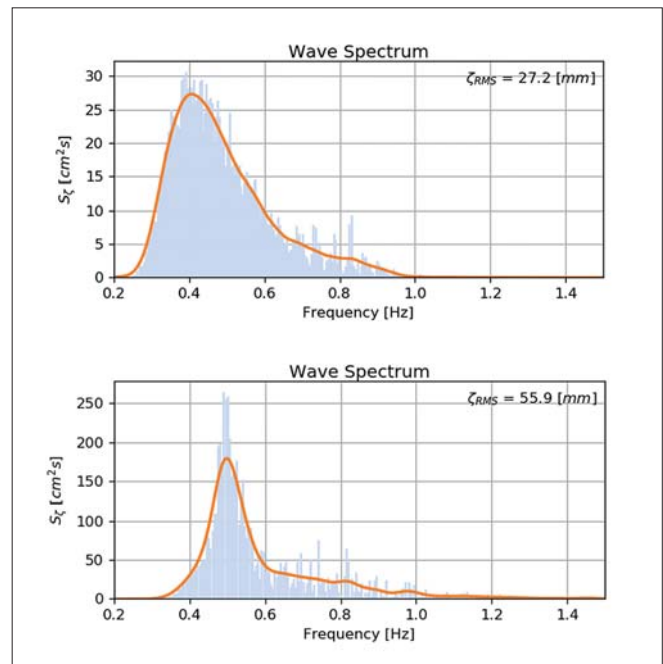 Wave Spectrum
ζRMS = 27.2 [mm]
30
25
20
15
10
5
0
Sζ [cm²s]
0.2 0.4 0.6 0.8 1.0 1.2 1.4
Frequency [Hz]
Wave Spectrum
ζRMS = 55.9 [mm]
250
200
150
100
50
0
Sζ [cm²s]
0.2 0.4 0.6 0.8 1.0 1.2 1.4
Frequency [Hz]